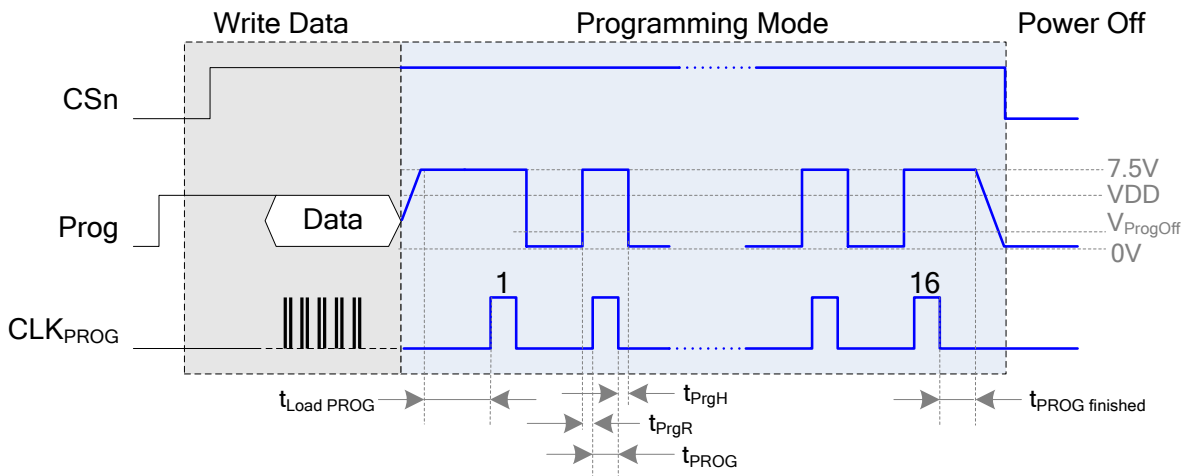 Write Data Programming Mode Power Off
CSn
7.5V
VDD
Prog Data
VProgOff
0V
1 16
CLKPROG
tLoad PROG tPrgH tPROG finished
tPrgR
tPROG